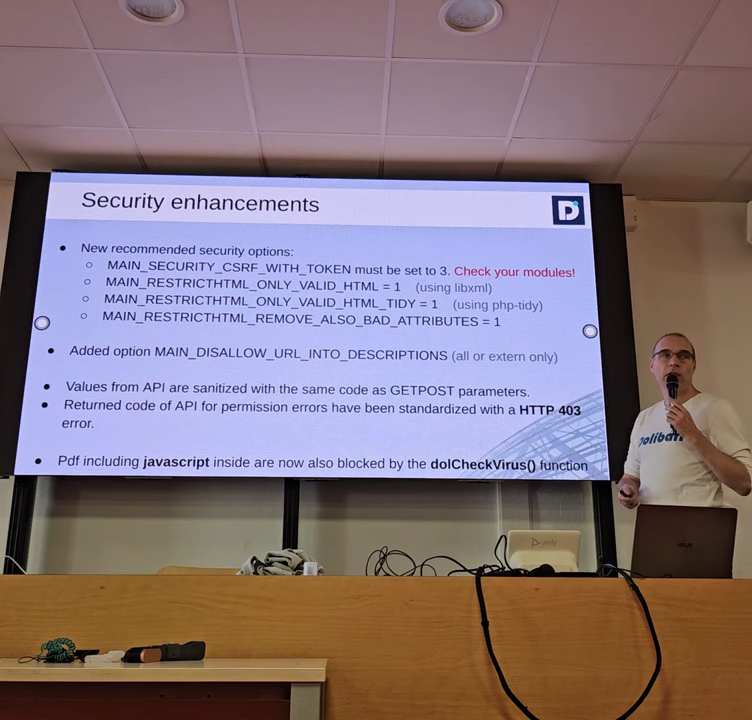 Security enhancements
D
● New recommended security options:
○ MAIN_SECURITY_CSRF_WITH_TOKEN must be set to 3. Check your modules!
○ MAIN_RESTRICTHTML_ONLY_VALID_HTML = 1 (using libxml)
○ MAIN_RESTRICTHTML_ONLY_VALID_HTML_TIDY = 1 (using php-tidy)
○ MAIN_RESTRICTHTML_REMOVE_ALSO_BAD_ATTRIBUTES = 1
● Added option MAIN_DISALLOW_URL_INTO_DESCRIPTIONS (all or extern only)
● Values from API are sanitized with the same code as GETPOST parameters.
● Returned code of API for permission errors have been standardized with a HTTP 403
error.
● Pdf including javascript inside are now also blocked by the dolCheckVirus() function
poly
ASUS